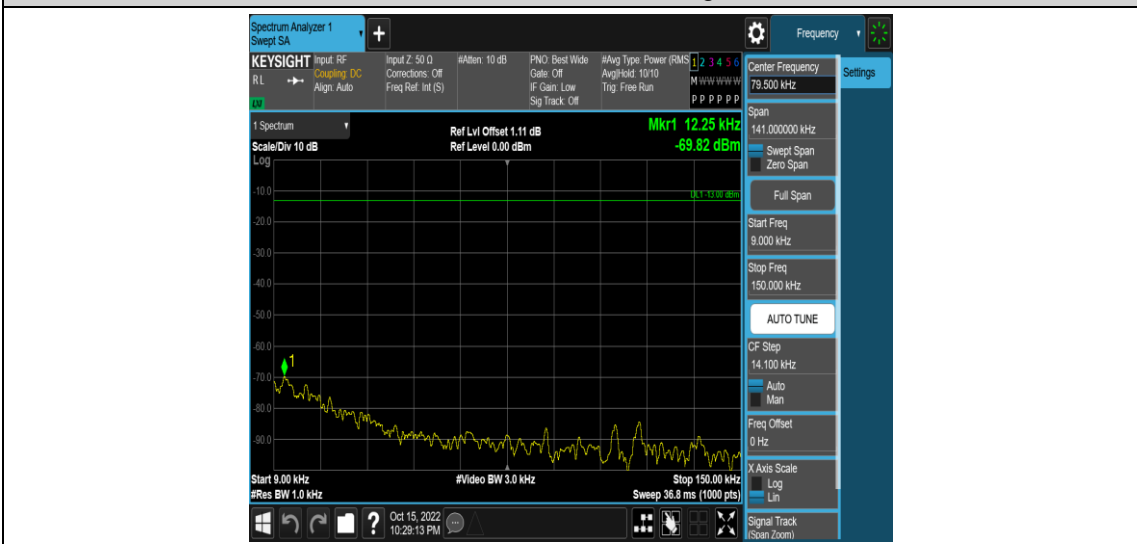 Spectrum Analyzer 1
Swept SA
+
Frequency
KEYSIGHT
R L
LXI
Input: RF
Coupling: DC
Align: Auto
Input Z: 50 Ω
Corrections: Off
Freq Ref: Int (S)
#Atten: 10 dB
PNO: Best Wide
Gate: Off
IF Gain: Low
Sig Track: Off
#Avg Type: Power (RMS
Avg|Hold: 10/10
Trig: Free Run
1 2 3 4 5 6
M W W W W W
P P P P P P
1 Spectrum
Scale/Div 10 dB
Ref Lvl Offset 1.11 dB
Ref Level 0.00 dBm
Mkr1 12.25 kHz
-69.82 dBm
Log
-10.0
DL1 -13.00 dBm
-20.0
-30.0
-40.0
-50.0
-60.0
1
-70.0
-80.0
-90.0
Start 9.00 kHz
#Video BW 3.0 kHz
Stop 150.00 kHz
#Res BW 1.0 kHz
Sweep 36.8 ms (1000 pts)
?
Oct 15, 2022
10:29:13 PM
Center Frequency
79.500 kHz
Settings
Span
141.000000 kHz
Swept Span
Zero Span
Full Span
Start Freq
9.000 kHz
Stop Freq
150.000 kHz
AUTO TUNE
CF Step
14.100 kHz
Auto
Man
Freq Offset
0 Hz
X Axis Scale
Log
Lin
Signal Track
(Span Zoom)